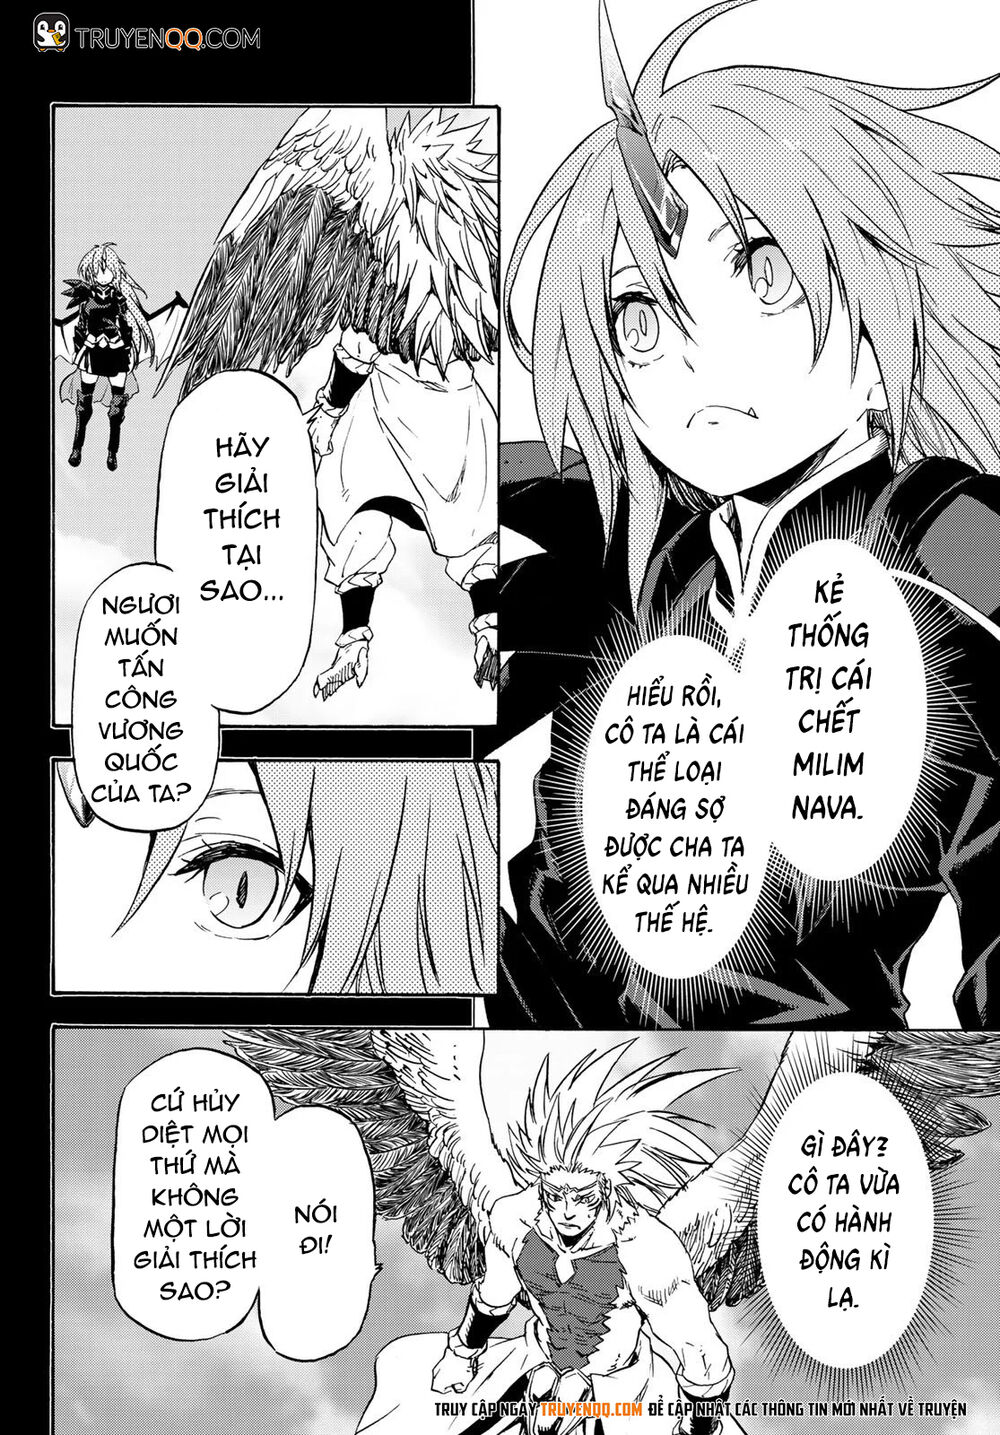 TRUYENQQ.COM
KẺ
THỐNG
TRỊ CÁI
CHẾT
MILIM
NAVA.
HIỂU RỒI,
CÔ TA LÀ CÁI
THỂ LOẠI
ĐÁNG SỢ
ĐƯỢC CHA TA
KỂ QUA NHIỀU
THẾ HỆ.
HÃY
GIẢI
THÍCH
TẠI
SAO...
NGƯƠI
MUỐN
TẤN
CÔNG
VƯƠNG
QUỐC
CỦA TA?
GÌ ĐÂY?
CÔ TA VỪA
CÓ HÀNH
ĐỘNG KÌ
LẠ.
NÓI
ĐI!
CỨ HỦY
DIỆT MỌI
THỨ MÀ
KHÔNG
MỘT LỜI
GIẢI THÍCH
SAO?
TRUY CẬP NGAY TRUYENQQ.COM ĐỂ CẬP NHẬT CÁC THÔNG TIN MỚI NHẤT VỀ TRUYỆN